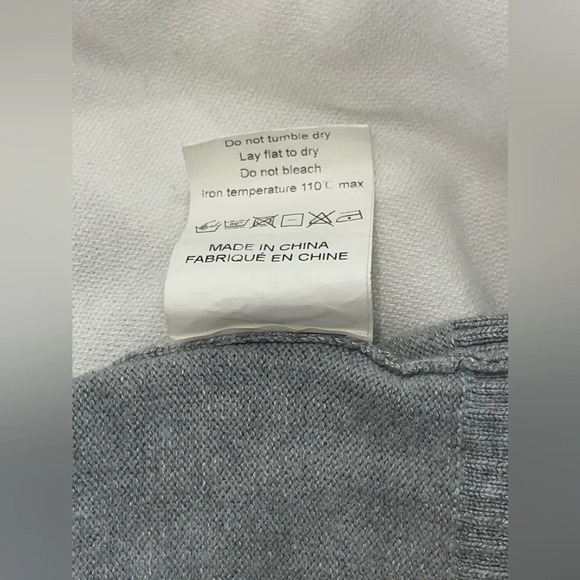 Do not tumble dry
Lay flat to dry
Do not bleach
Iron temperature 110℃ max
MADE IN CHINA
FABRIQUÉ EN CHINE